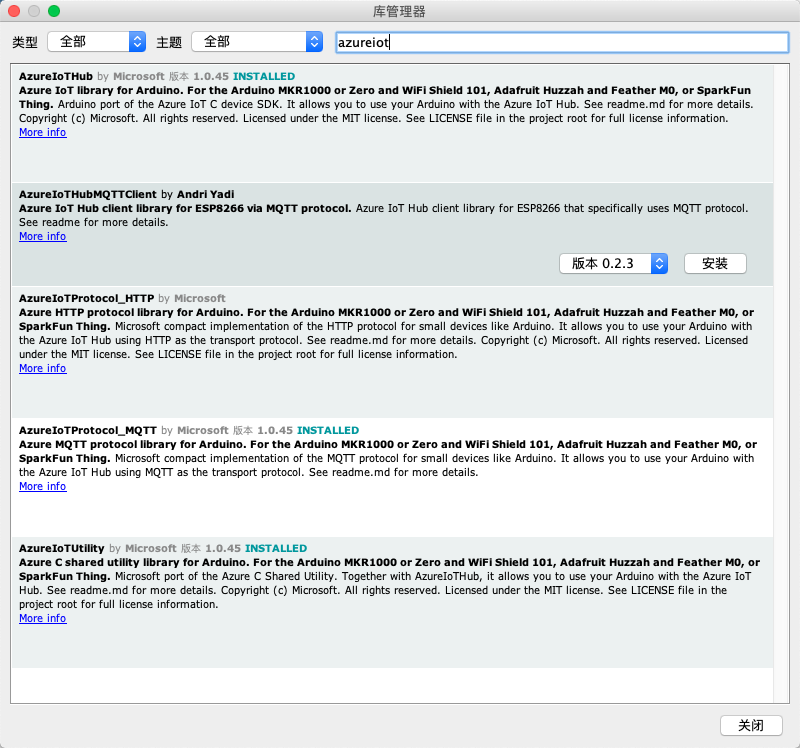 库管理器
类型 全部 主题 全部 azureiot
AzureIoTHub by Microsoft 版本 1.0.45 INSTALLED
Azure IoT library for Arduino. For the Arduino MKR1000 or Zero and WiFi Shield 101, Adafruit Huzzah and Feather M0, or SparkFun
Thing. Arduino port of the Azure IoT C device SDK. It allows you to use your Arduino with the Azure IoT Hub. See readme.md for more details.
Copyright (c) Microsoft. All rights reserved. Licensed under the MIT license. See LICENSE file in the project root for full license information.
More info
AzureIoTHubMQTTClient by Andri Yadi
Azure IoT Hub client library for ESP8266 via MQTT protocol. Azure IoT Hub client library for ESP8266 that specifically uses MQTT protocol.
See readme for more details.
More info
版本 0.2.3 安装
AzureIoTProtocol_HTTP by Microsoft
Azure HTTP protocol library for Arduino. For the Arduino MKR1000 or Zero and WiFi Shield 101, Adafruit Huzzah and Feather M0, or
SparkFun Thing. Microsoft compact implementation of the HTTP protocol for small devices like Arduino. It allows you to use your Arduino with
the Azure IoT Hub using HTTP as the transport protocol. See readme.md for more details. Copyright (c) Microsoft. All rights reserved. Licensed
under the MIT license. See LICENSE file in the project root for full license information.
More info
AzureIoTProtocol_MQTT by Microsoft 版本 1.0.45 INSTALLED
Azure MQTT protocol library for Arduino. For the Arduino MKR1000 or Zero and WiFi Shield 101, Adafruit Huzzah and Feather M0, or
SparkFun Thing. Microsoft compact implementation of the MQTT protocol for small devices like Arduino. It allows you to use your Arduino with
the Azure IoT Hub using MQTT as the transport protocol. See readme.md for more details.
More info
AzureIoTUtility by Microsoft 版本 1.0.45 INSTALLED
Azure C shared utility library for Arduino. For the Arduino MKR1000 or Zero and WiFi Shield 101, Adafruit Huzzah and Feather M0, or
SparkFun Thing. Microsoft port of the Azure C Shared Utility. Together with AzureIoTHub, it allows you to use your Arduino with the Azure IoT
Hub. See readme.md for more details. Copyright (c) Microsoft. All rights reserved. Licensed under the MIT license. See LICENSE file in the
project root for full license information.
More info
关闭